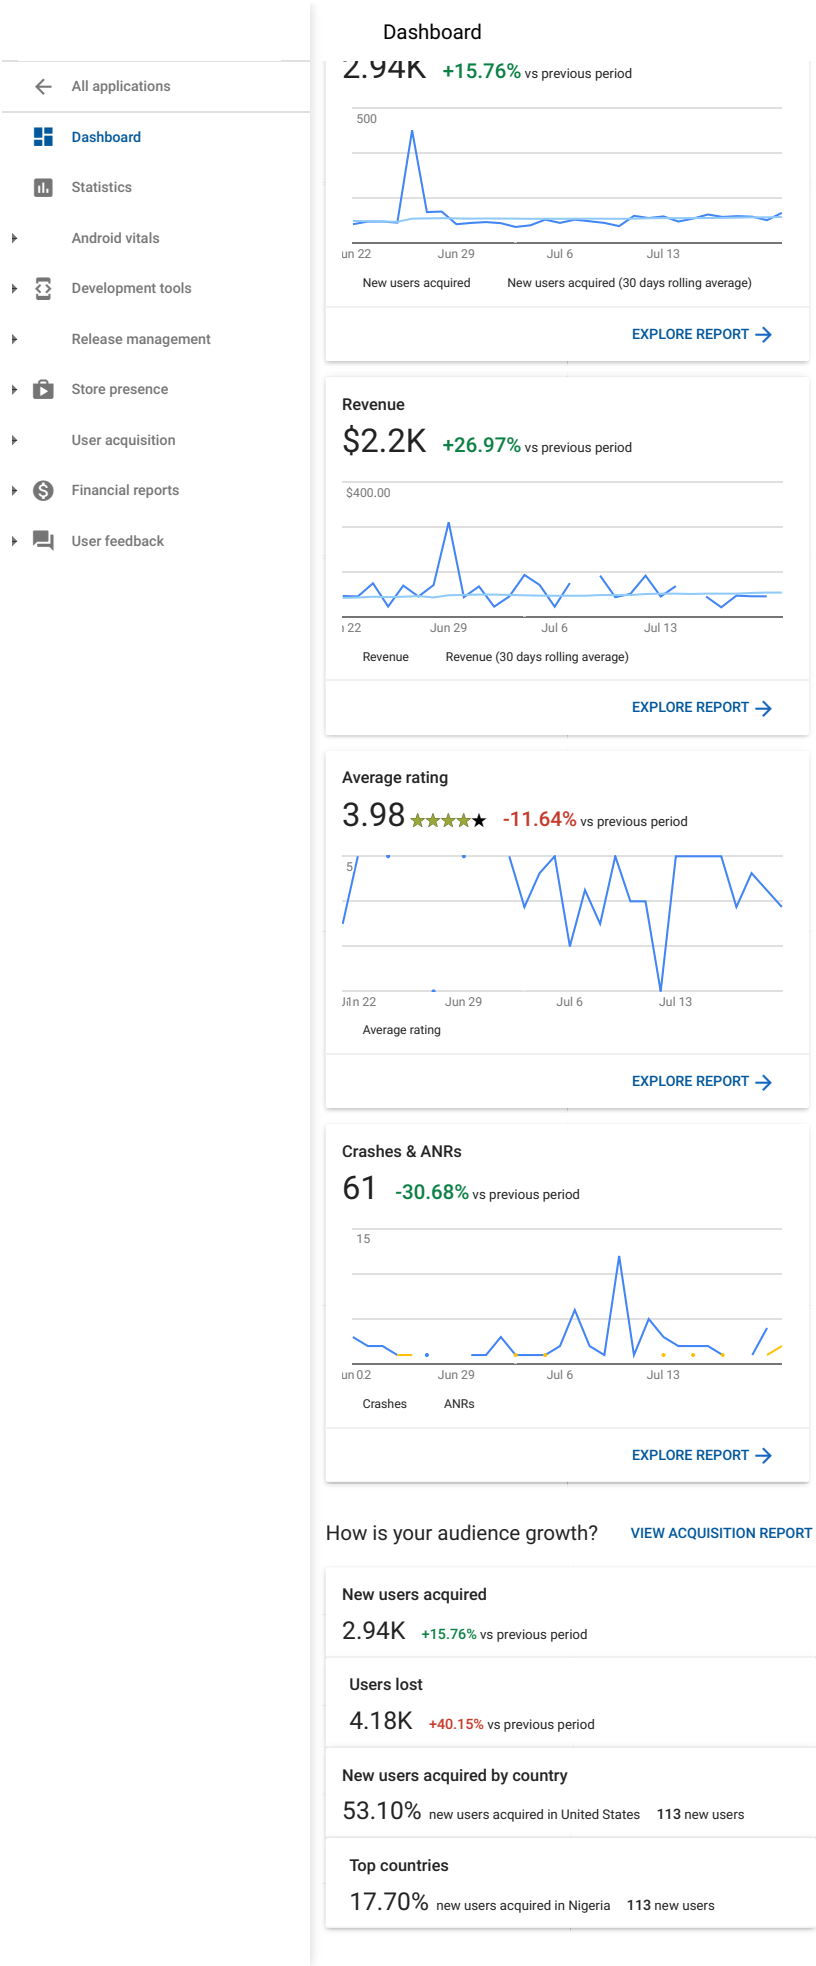 Dashboard
All applications
Dashboard
Statistics
Android vitals
Development tools
Release management
Store presence
User acquisition
Financial reports
User feedback
2.94K +15.76% vs previous period
500
un 22 Jun 29 Jul 6 Jul 13
New users acquired New users acquired (30 days rolling average)
EXPLORE REPORT
Revenue
$2.2K +26.97% vs previous period
$400.00
22 Jun 29 Jul 6 Jul 13
Revenue Revenue (30 days rolling average)
EXPLORE REPORT
Average rating
3.98 -11.64% vs previous period
5
n 22 Jun 29 Jul 6 Jul 13
Average rating
EXPLORE REPORT
Crashes & ANRs
61 -30.68% vs previous period
15
un 02 Jun 29 Jul 6 Jul 13
Crashes ANRs
EXPLORE REPORT
How is your audience growth? VIEW ACQUISITION REPORT
New users acquired
2.94K +15.76% vs previous period
Users lost
4.18K +40.15% vs previous period
New users acquired by country
53.10% new users acquired in United States 113 new users
Top countries
17.70% new users acquired in Nigeria 113 new users